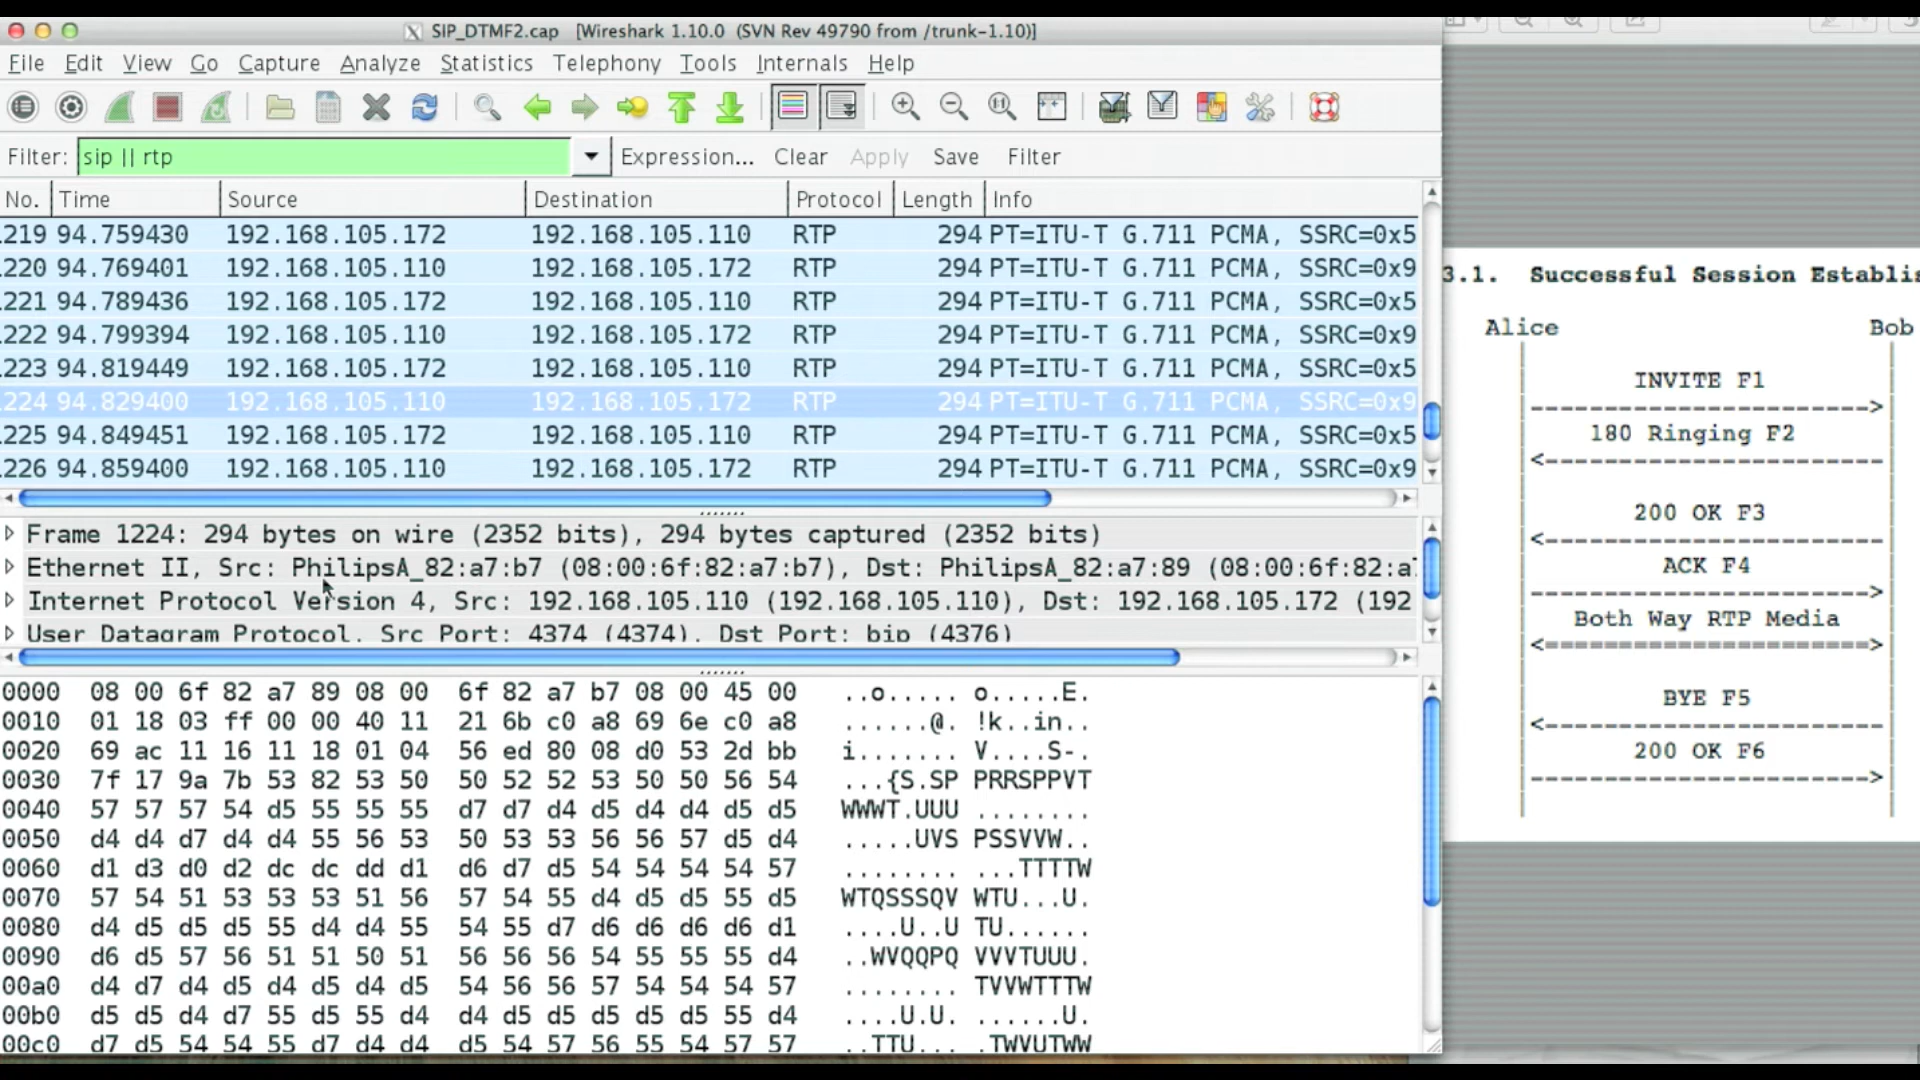 SIP_DTMF2.cap [Wireshark 1.10.0 (SVN Rev 49790 from /trunk-1.10)]
File Edit View Go Capture Analyze Statistics Telephony Tools Internals Help
Filter: sip || rtp Expression... Clear Apply Save Filter
No. Time Source Destination Protocol Length Info
219 94.759430 192.168.105.172 192.168.105.110 RTP 294 PT=ITU-T G.711 PCMA, SSRC=0x5
220 94.769401 192.168.105.110 192.168.105.172 RTP 294 PT=ITU-T G.711 PCMA, SSRC=0x9
221 94.789436 192.168.105.172 192.168.105.110 RTP 294 PT=ITU-T G.711 PCMA, SSRC=0x5
222 94.799394 192.168.105.110 192.168.105.172 RTP 294 PT=ITU-T G.711 PCMA, SSRC=0x9
223 94.819449 192.168.105.172 192.168.105.110 RTP 294 PT=ITU-T G.711 PCMA, SSRC=0x5
224 94.829400 192.168.105.110 192.168.105.172 RTP 294 PT=ITU-T G.711 PCMA, SSRC=0x9
225 94.849451 192.168.105.172 192.168.105.110 RTP 294 PT=ITU-T G.711 PCMA, SSRC=0x5
226 94.859400 192.168.105.110 192.168.105.172 RTP 294 PT=ITU-T G.711 PCMA, SSRC=0x9
Frame 1224: 294 bytes on wire (2352 bits), 294 bytes captured (2352 bits)
Ethernet II, Src: PhilipsA_82:a7:b7 (08:00:6f:82:a7:b7), Dst: PhilipsA_82:a7:89 (08:00:6f:82:a
Internet Protocol Version 4, Src: 192.168.105.110 (192.168.105.110), Dst: 192.168.105.172 (192
User Datagram Protocol, Src Port: 4374 (4374), Dst Port: bip (4376)
0000 08 00 6f 82 a7 89 08 00 6f 82 a7 b7 08 00 45 00 ..o..... o.....E.
0010 01 18 03 ff 00 00 40 11 21 6b c0 a8 69 6e c0 a8 ......@. !k..in..
0020 69 ac 11 16 11 18 01 04 56 ed 80 08 d0 53 2d bb i....... V....S-.
0030 7f 17 9a 7b 53 82 53 50 50 52 52 53 50 50 56 54 ...{S.SP PRRSPPVT
0040 57 57 57 54 d5 55 55 55 d7 d7 d4 d5 d4 d4 d5 d5 WWWT.UUU ........
0050 d4 d4 d7 d4 d4 55 56 53 50 53 53 56 56 57 d5 d4 .....UVS PSSVVW..
0060 d1 d3 d0 d2 dc dc dd d1 d6 d7 d5 54 54 54 54 57 ........ ...TTTTW
0070 57 54 51 53 53 53 51 56 57 54 55 d4 d5 d5 55 d5 WTQSSSQV WTU...U.
0080 d4 d5 d5 d5 55 d4 d4 55 54 55 d7 d6 d6 d6 d6 d1 ....U..U TU......
0090 d6 d5 57 56 51 51 50 51 56 56 56 54 55 55 55 d4 ..WVQQPQ VVVTUUU.
00a0 d4 d7 d4 d5 d4 d5 d4 d5 54 56 56 57 54 54 54 57 ........ TVVWTTTW
00b0 d5 d5 d4 d7 55 d5 55 d4 d4 d5 d5 d5 d5 d5 55 d4 ....U.U. ......U.
00c0 d7 d5 54 54 55 d7 d4 d4 d5 54 57 56 55 54 57 57 ..TTU... .TWVUTWW
3.1. Successful Session Establis
Alice Bob
INVITE F1
180 Ringing F2
200 OK F3
ACK F4
Both Way RTP Media
BYE F5
200 OK F6